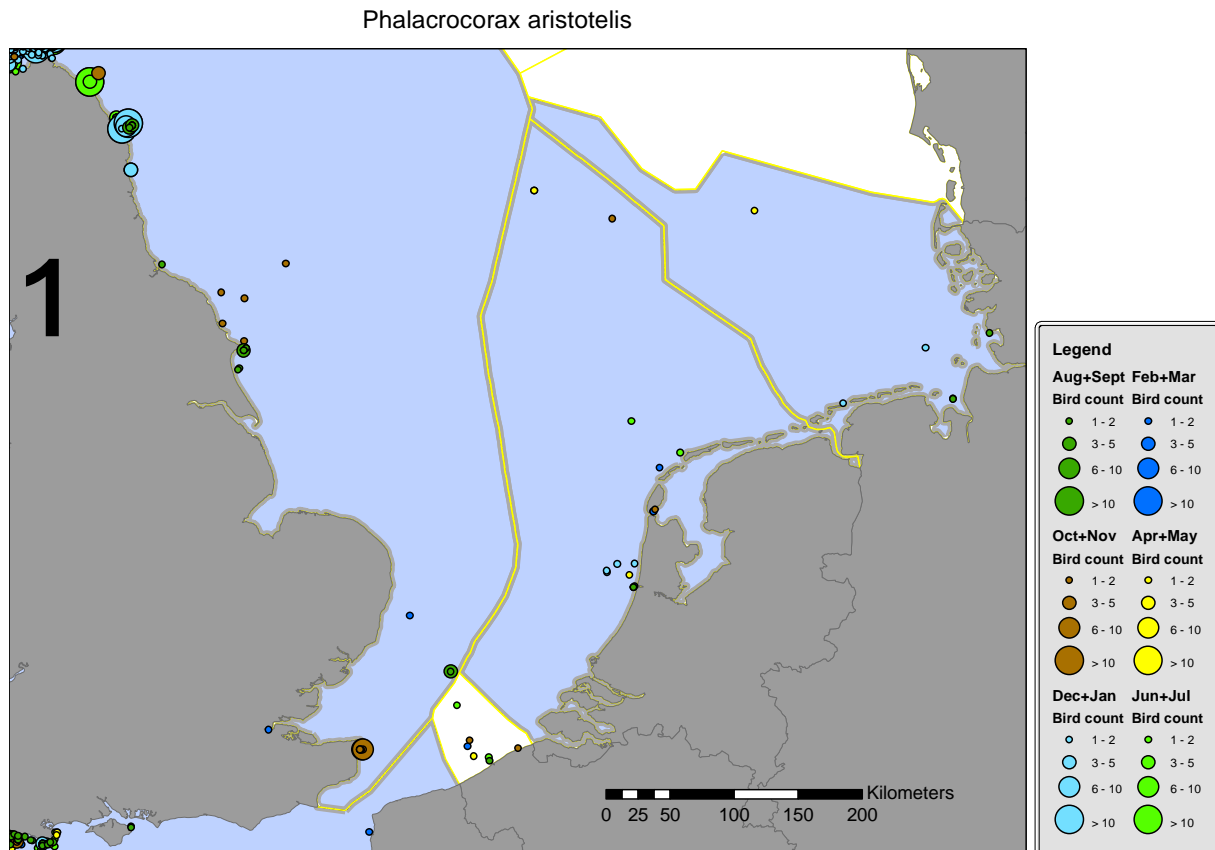 Phalacrocorax aristotelis
1
Kilometers
0 25 50 100 150 200
Legend
Aug+Sept Feb+Mar
Bird count Bird count
1 - 2 1 - 2
3 - 5 3 - 5
6 - 10 6 - 10
> 10 > 10
Oct+Nov Apr+May
Bird count Bird count
1 - 2 1 - 2
3 - 5 3 - 5
6 - 10 6 - 10
> 10 > 10
Dec+Jan Jun+Jul
Bird count Bird count
1 - 2 1 - 2
3 - 5 3 - 5
6 - 10 6 - 10
> 10 > 10